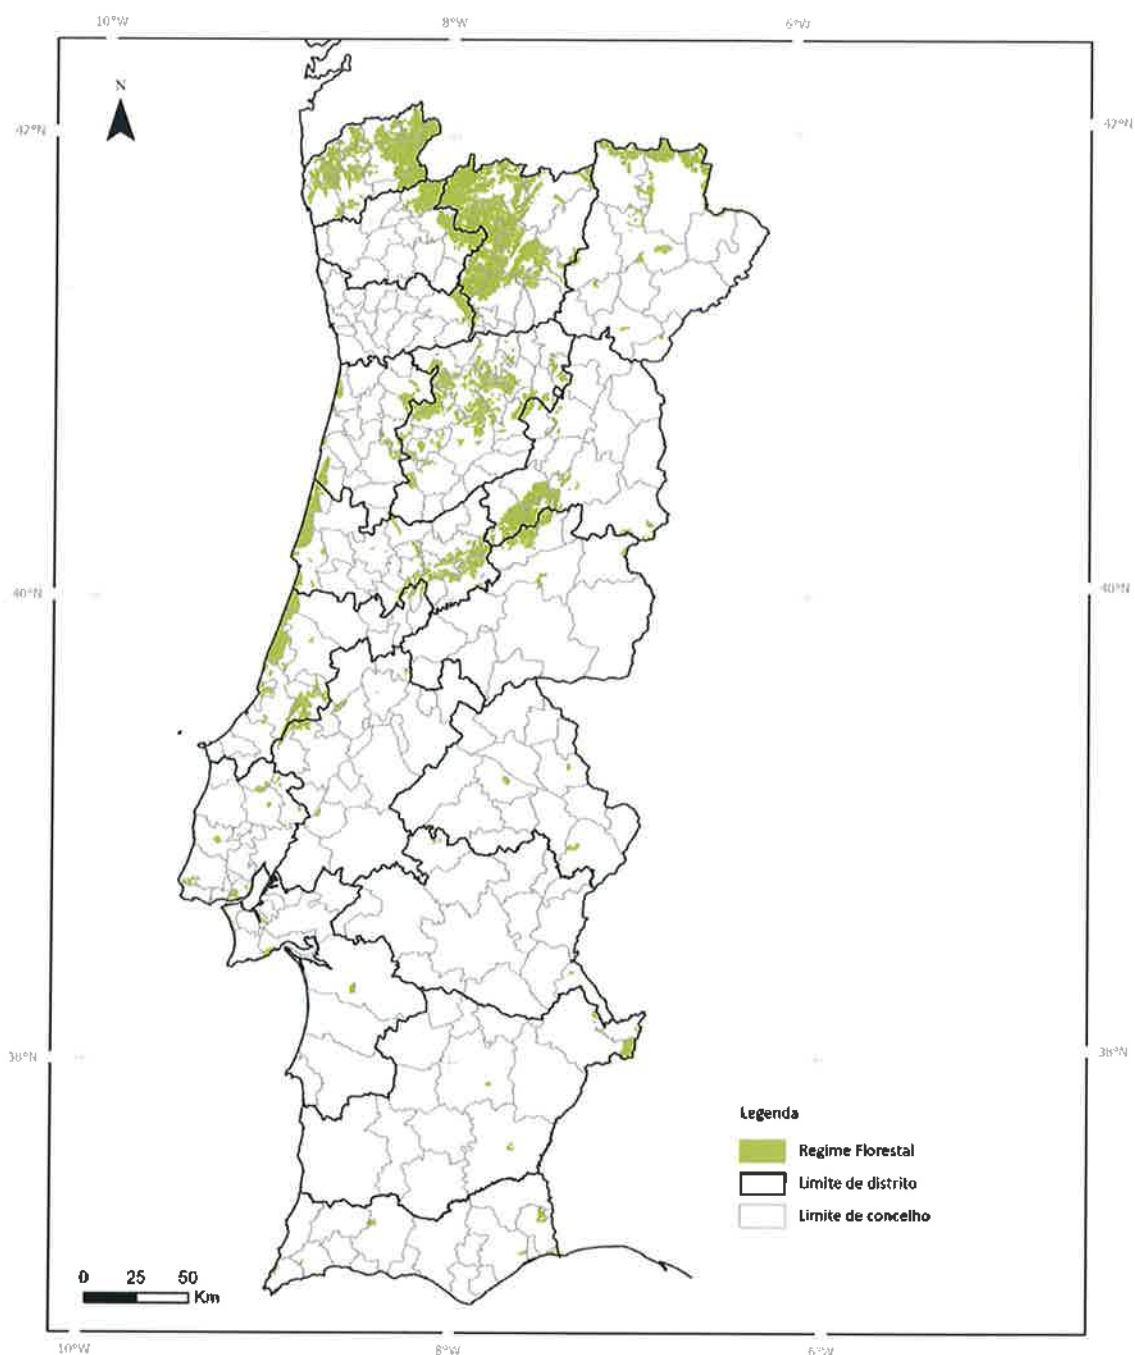 10°W 8°W 6°W
N
42°N 42°N
40°N 40°N
38°N 38°N
Legenda
Regime Florestal
Limite de distrito
Limite de concelho
0 25 50
Km
10°W 8°W 6°W